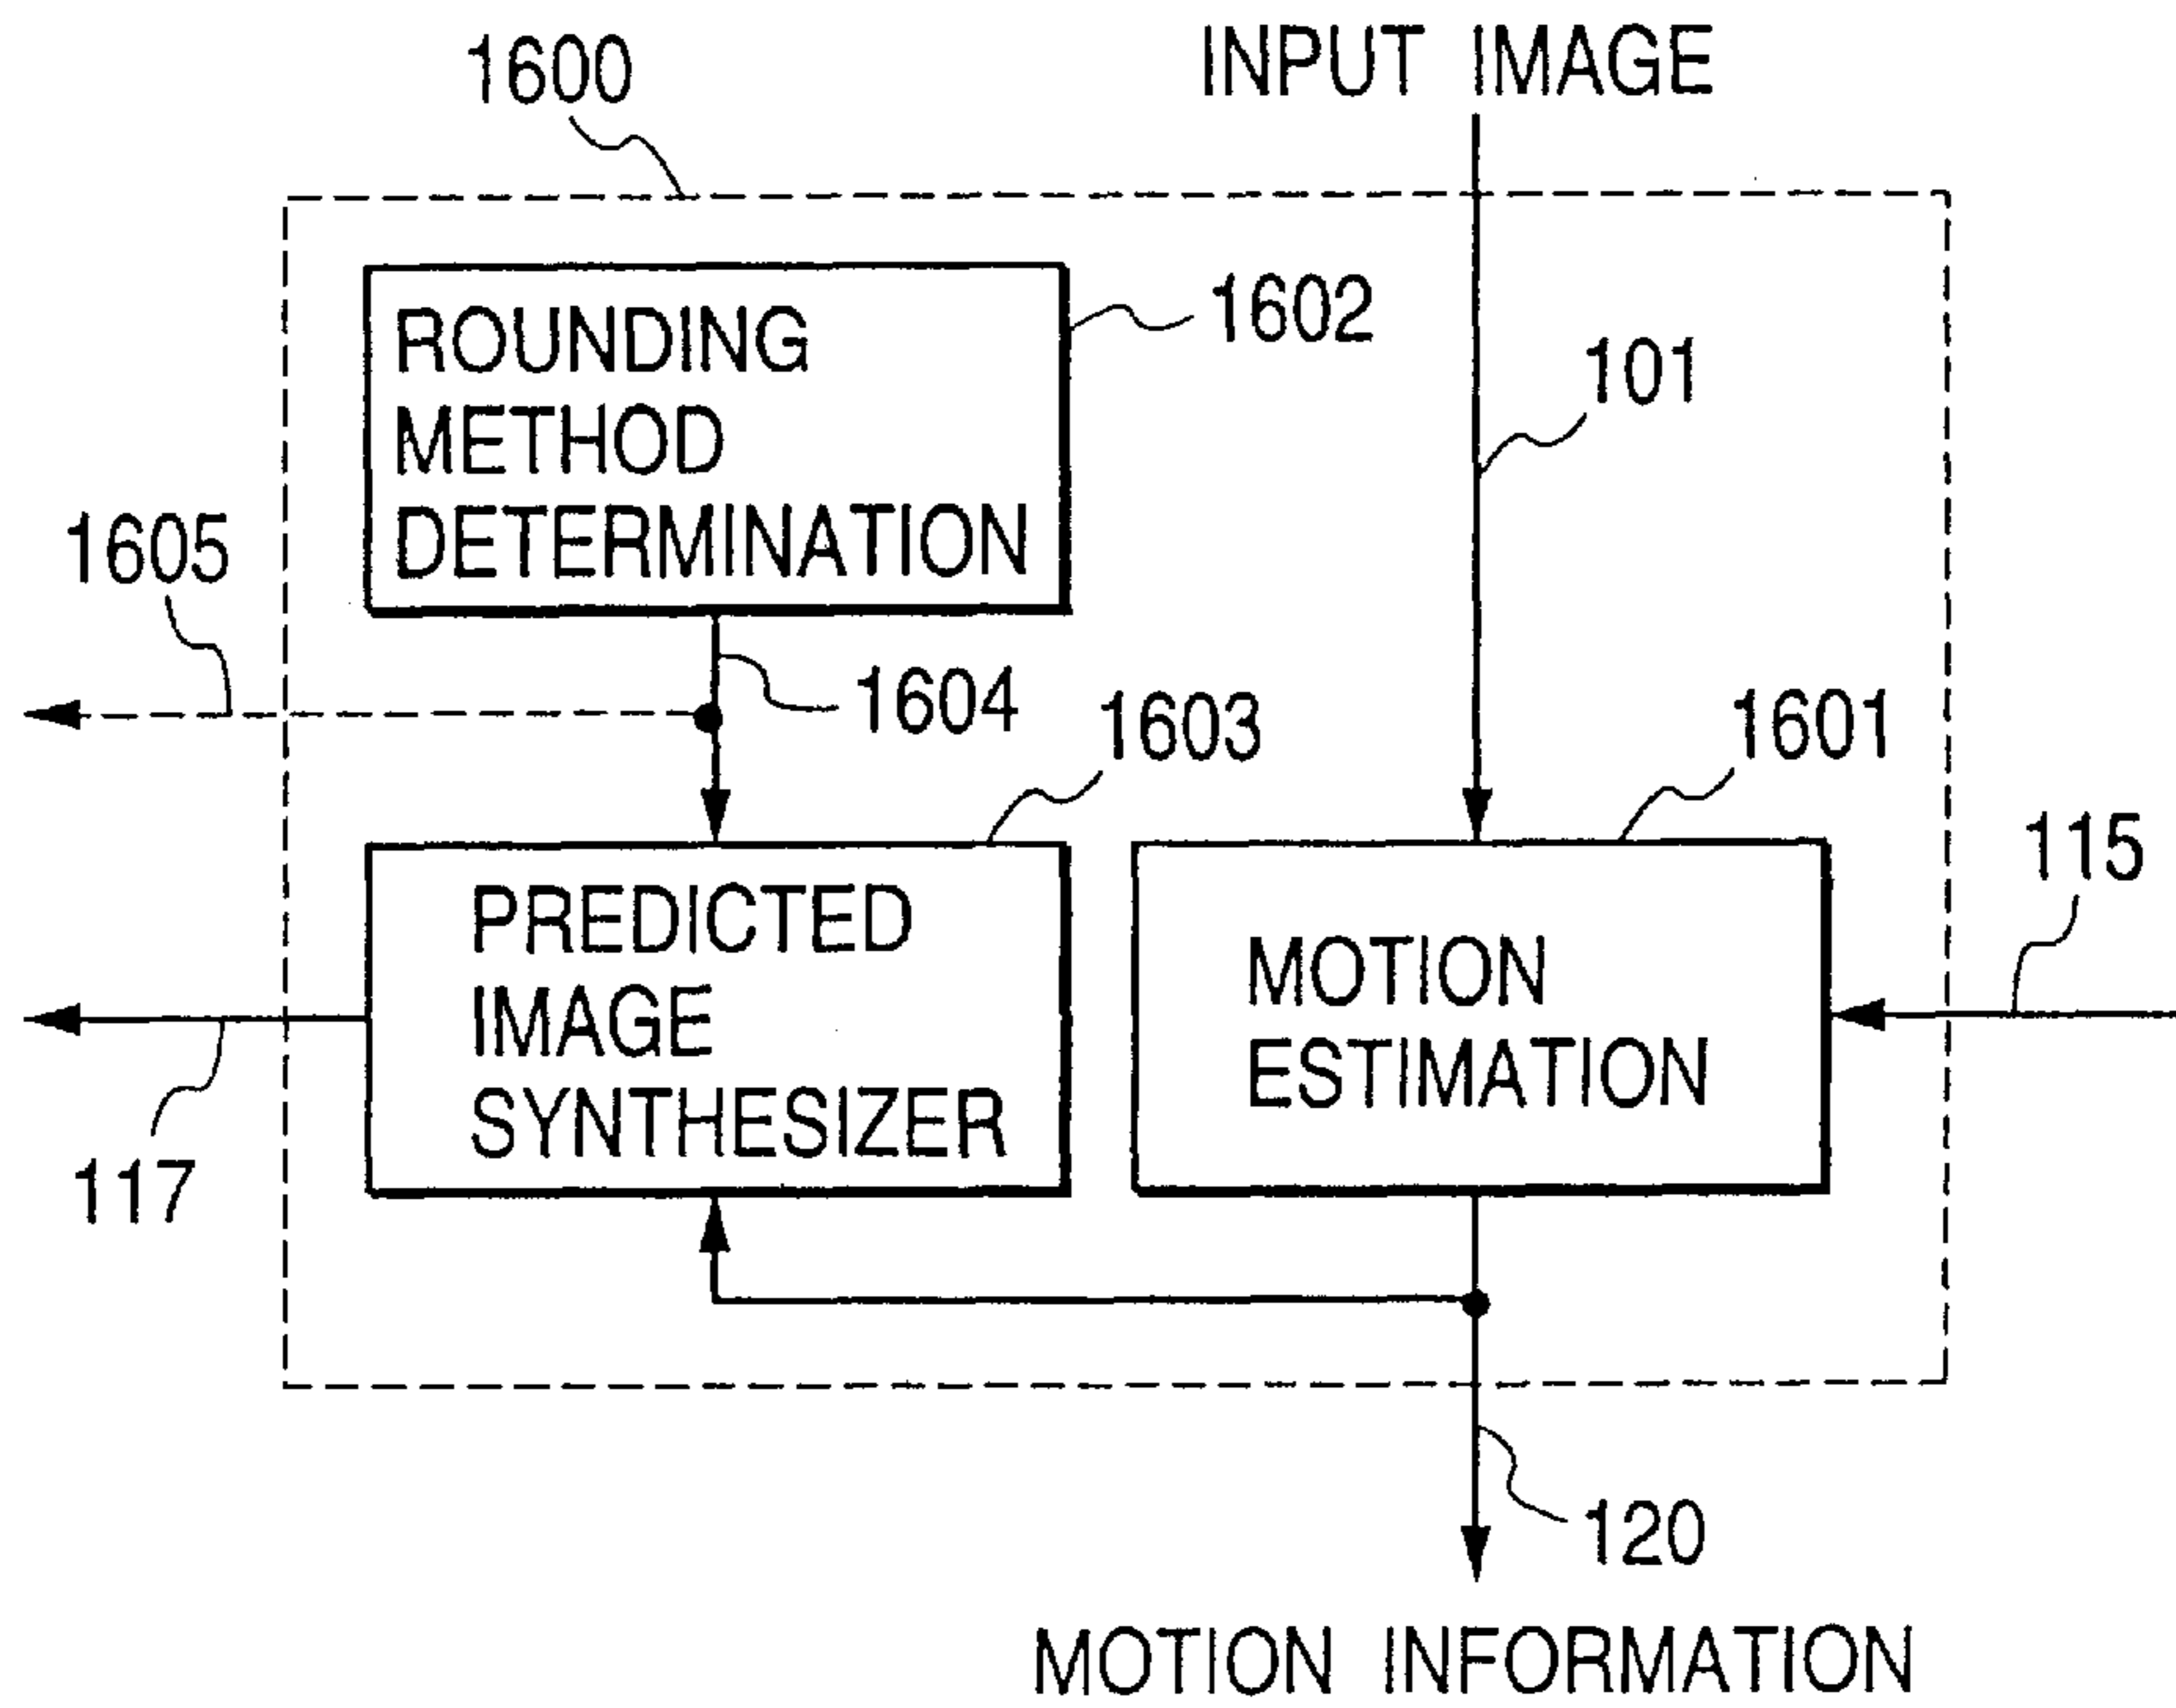 1600
INPUT IMAGE
ROUNDING
METHOD
DETERMINATION
1602
101
1605
1604
1603
1601
115
PREDICTED
IMAGE
SYNTHESIZER
MOTION
ESTIMATION
117
120
MOTION INFORMATION